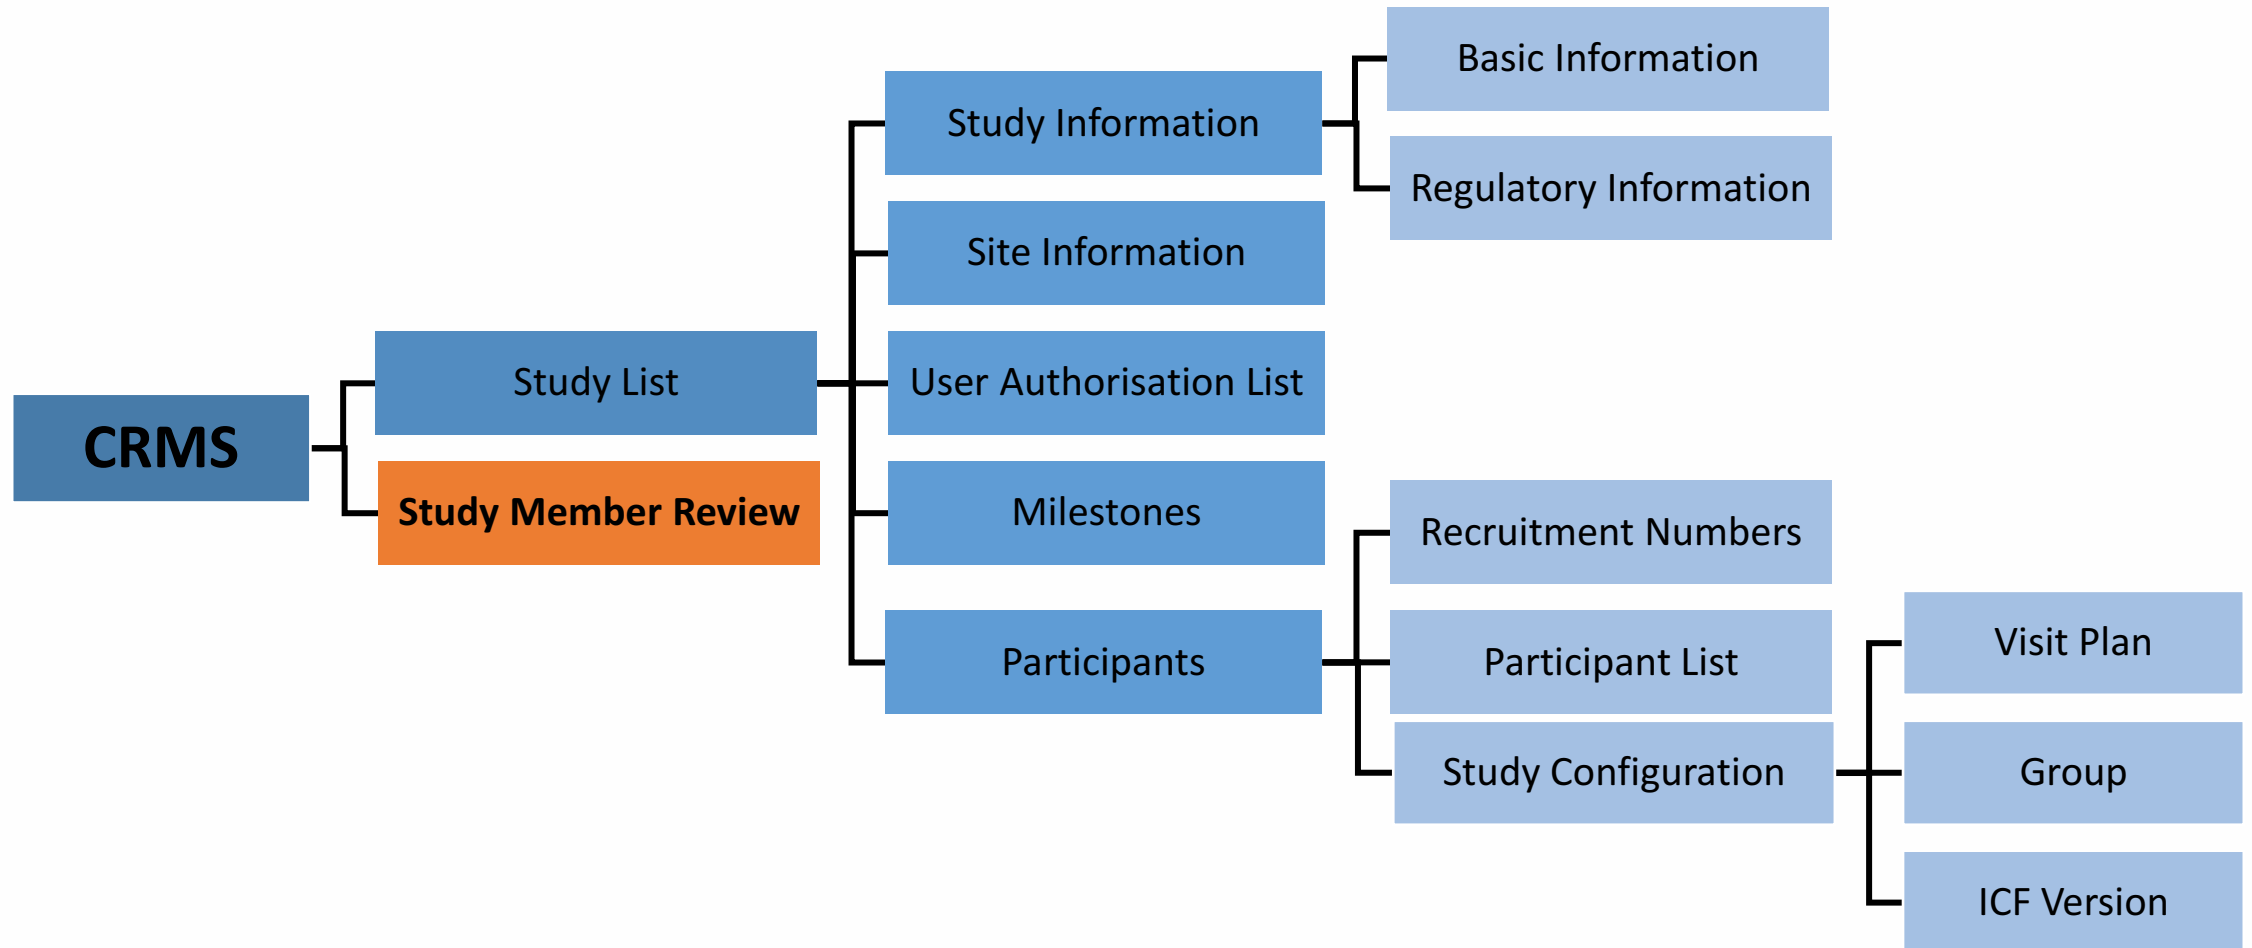 CRMS
Study List
Study Member Review
Study Information
Site Information
User Authorisation List
Milestones
Participants
Basic Information
Regulatory Information
Recruitment Numbers
Participant List
Study Configuration
Visit Plan
Group
ICF Version